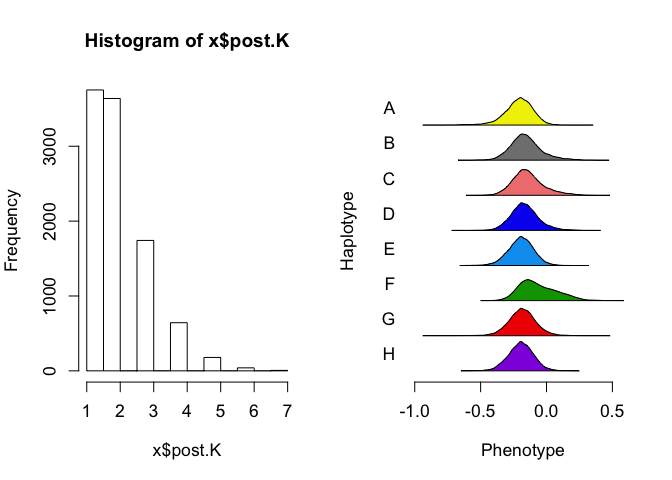 Histogram of x$post.K
Frequency
0
1000
2000
3000
1 2 3 4 5 6 7
x$post.K
Haplotype
A
B
C
D
E
F
G
H
-1.0 -0.5 0.0 0.5
Phenotype